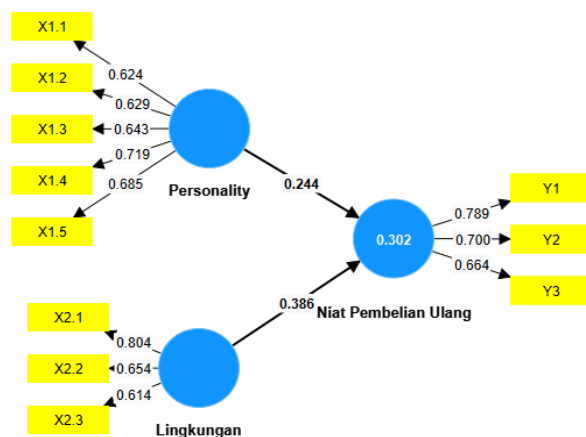 X1.1
X1.2
X1.3
X1.4
X1.5
0.624
0.629
0.643
0.719
0.685
Personality
0.244
X2.1
X2.2
X2.3
0.804
0.654
0.614
Lingkungan
0.386
0.302
Niat Pembelian Ulang
0.789
0.700
0.664
Y1
Y2
Y3